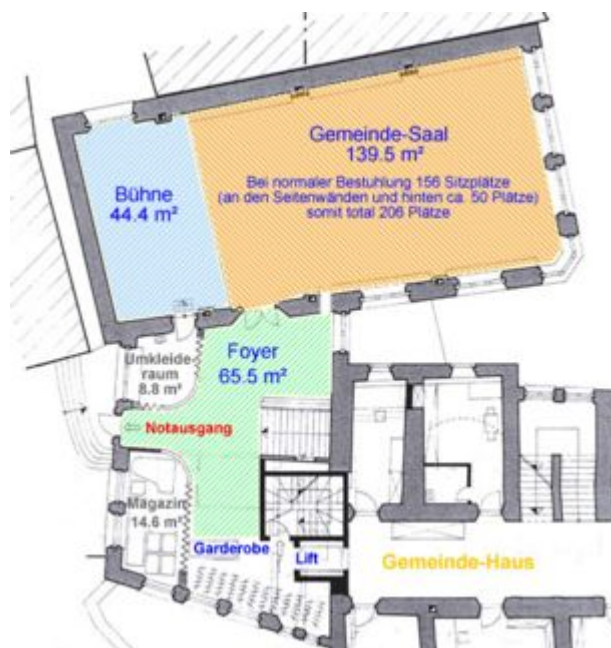 Gemeinde-Saal
139.5 m²
Bei normaler Bestuhlung 156 Sitzplätze
(an den Seitenwänden und hinten ca. 50 Plätze)
somit total 206 Plätze
Bühne
44.4 m²
Foyer
65.5 m²
Umkleide-
raum
8.8 m²
Notausgang
Magazin
14.6 m²
Garderobe
Lift
Gemeinde-Haus